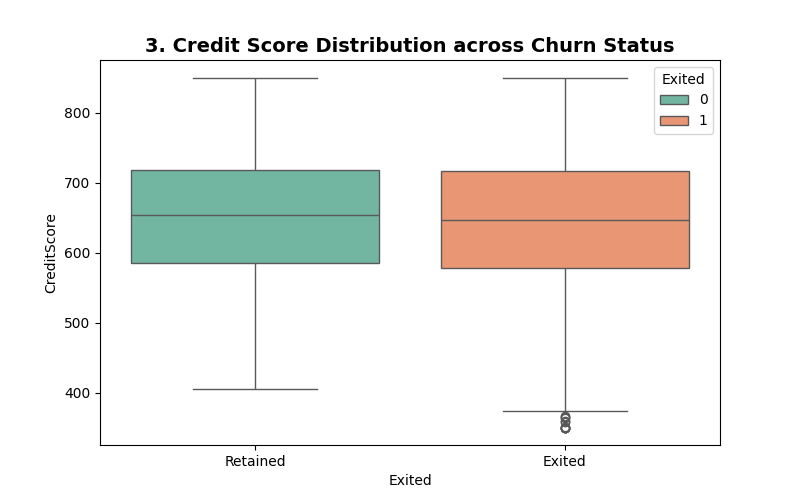 3. Credit Score Distribution across Churn Status
Exited
0
1
CreditScore
800
700
600
500
400
Retained
Exited
Exited